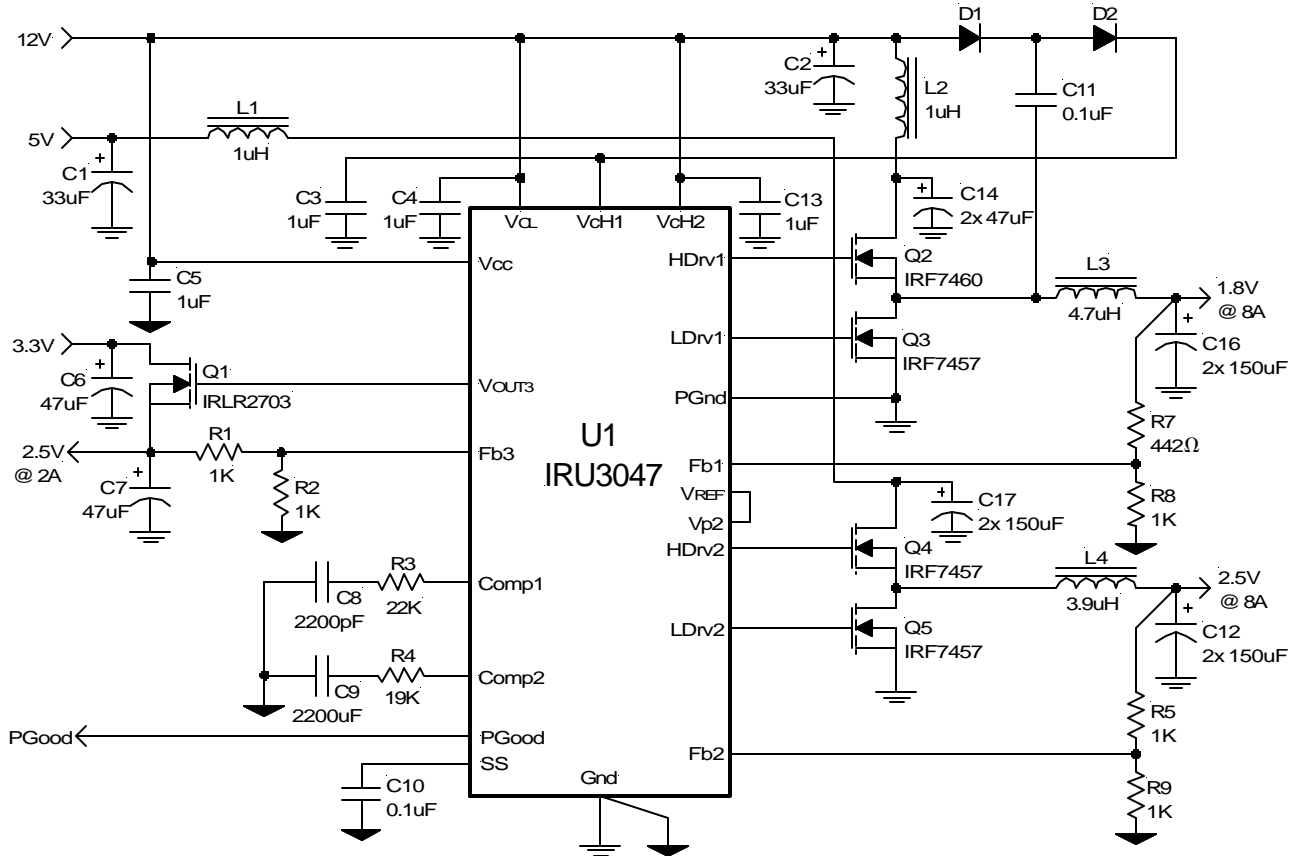 D1
D2
12V
C2
33uF
L2
1uH
C11
0.1uF
L1
1uH
5V
C1
33uF
C3
1uF
C4
1uF
VCL
VCH1
VCH2
C13
1uF
C14
2x 47uF
Vcc
HDrv1
Q2
IRF7460
C5
1uF
L3
4.7uH
1.8V
@ 8A
3.3V
C6
47uF
Q1
IRLR2703
VOUT3
LDrv1
Q3
IRF7457
C16
2x 150uF
PGnd
2.5V
@ 2A
R1
1K
Fb3
U1
IRU3047
R7
442Ω
Fb1
C7
47uF
R2
1K
VREF
Vp2
C17
2x 150uF
R8
1K
HDrv2
Q4
IRF7457
R3
22K
C8
2200pF
Comp1
L4
3.9uH
2.5V
@ 8A
LDrv2
Q5
IRF7457
C12
2x 150uF
R4
19K
C9
2200uF
Comp2
R5
1K
PGood
PGood
SS
Fb2
Gnd
C10
0.1uF
R9
1K